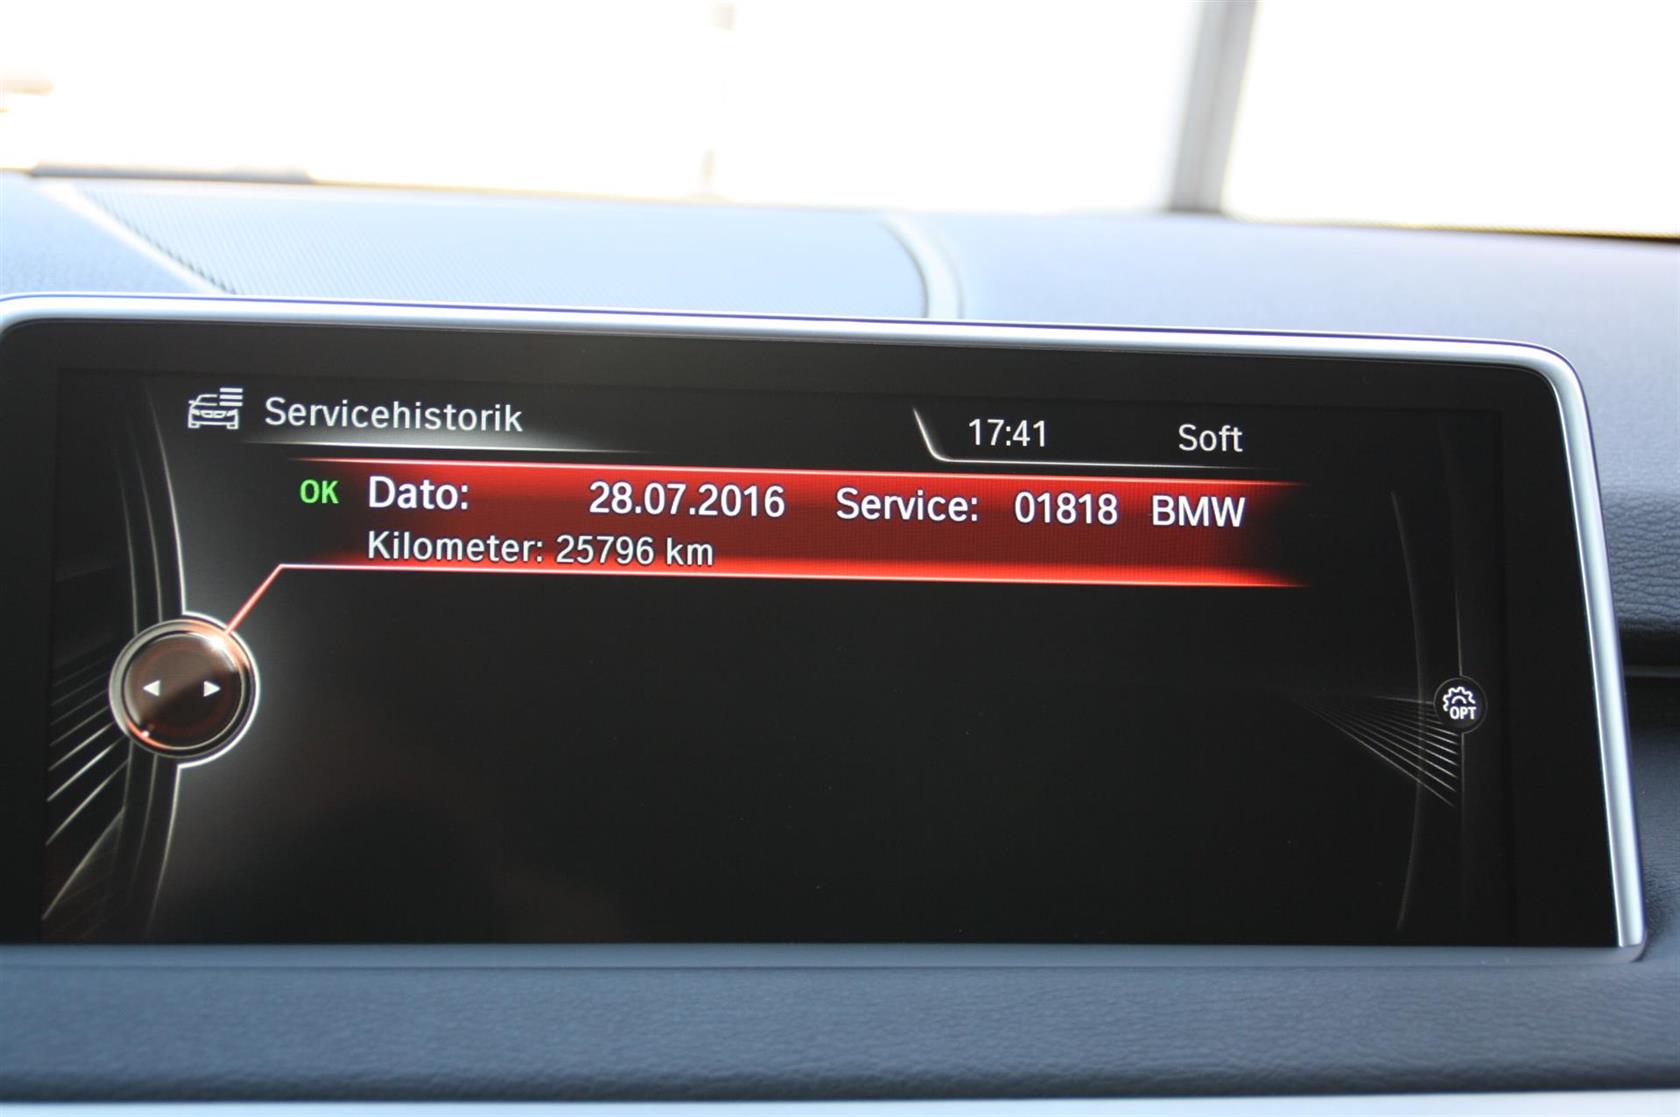 Servicehistorik 17:41 Soft
OK Dato: 28.07.2016 Service: 01818 BMW
Kilometer: 25796 km
OPT